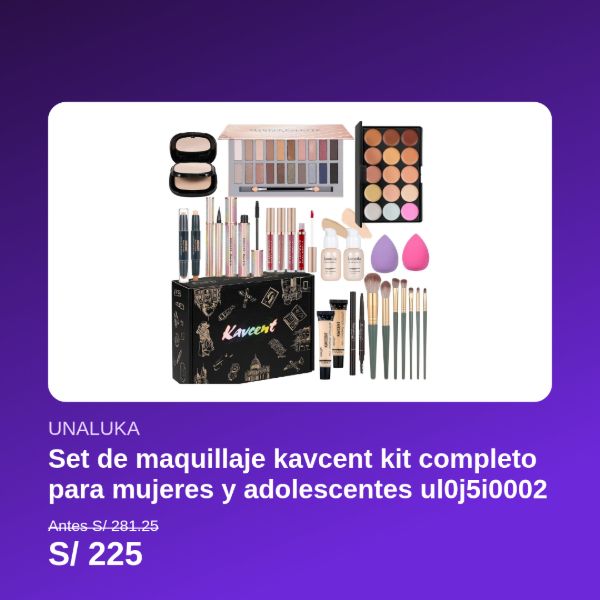 Kavcent
UNALUKA
Set de maquillaje kavcent kit completo
para mujeres y adolescentes ul0j5i0002
Antes S/ 281.25
S/ 225